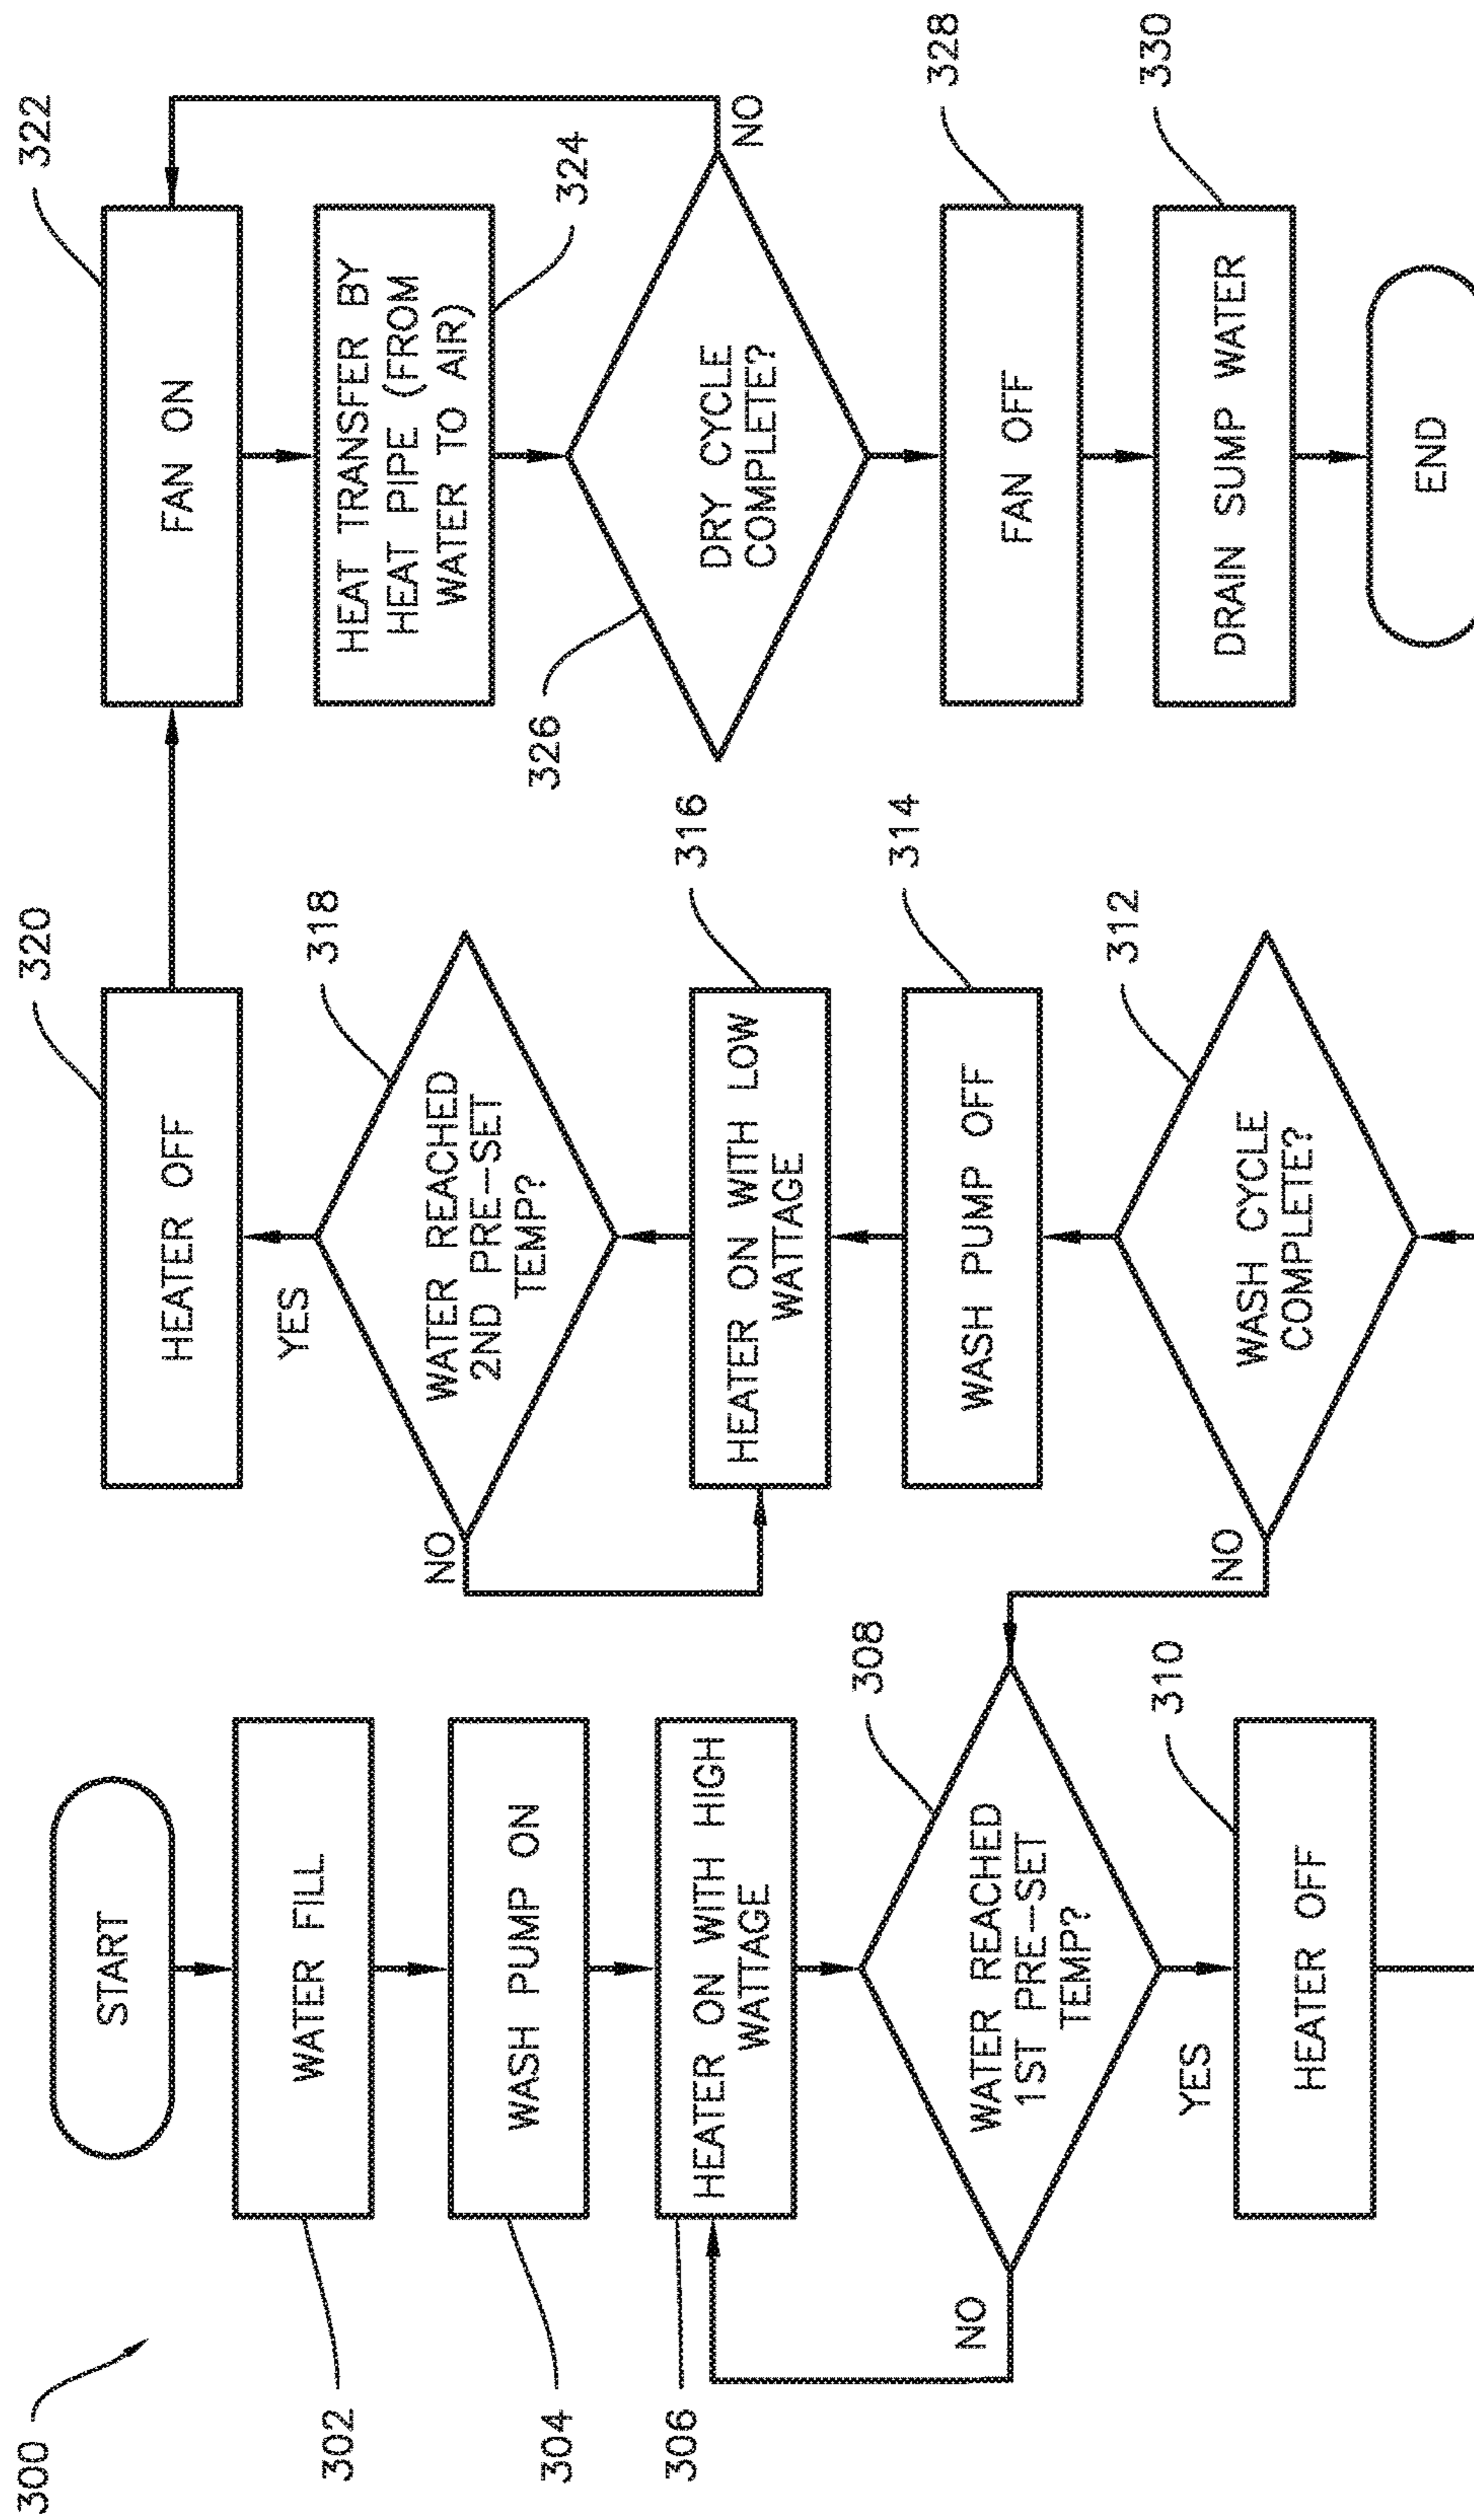 300
START
302
WATER FILL
304
WASH PUMP ON
306
HEATER ON WITH HIGH
WATTAGE
308
WATER REACHED
1ST PRE-SET
TEMP?
NO
YES
310
HEATER OFF
312
WASH CYCLE
COMPLETE?
NO
314
WASH PUMP OFF
316
HEATER ON WITH LOW
WATTAGE
318
WATER REACHED
2ND PRE-SET
TEMP?
NO
YES
320
HEATER OFF
322
FAN ON
324
HEAT TRANSFER BY
HEAT PIPE (FROM
WATER TO AIR)
326
DRY CYCLE
COMPLETE?
NO
328
FAN OFF
330
DRAIN SUMP WATER
END